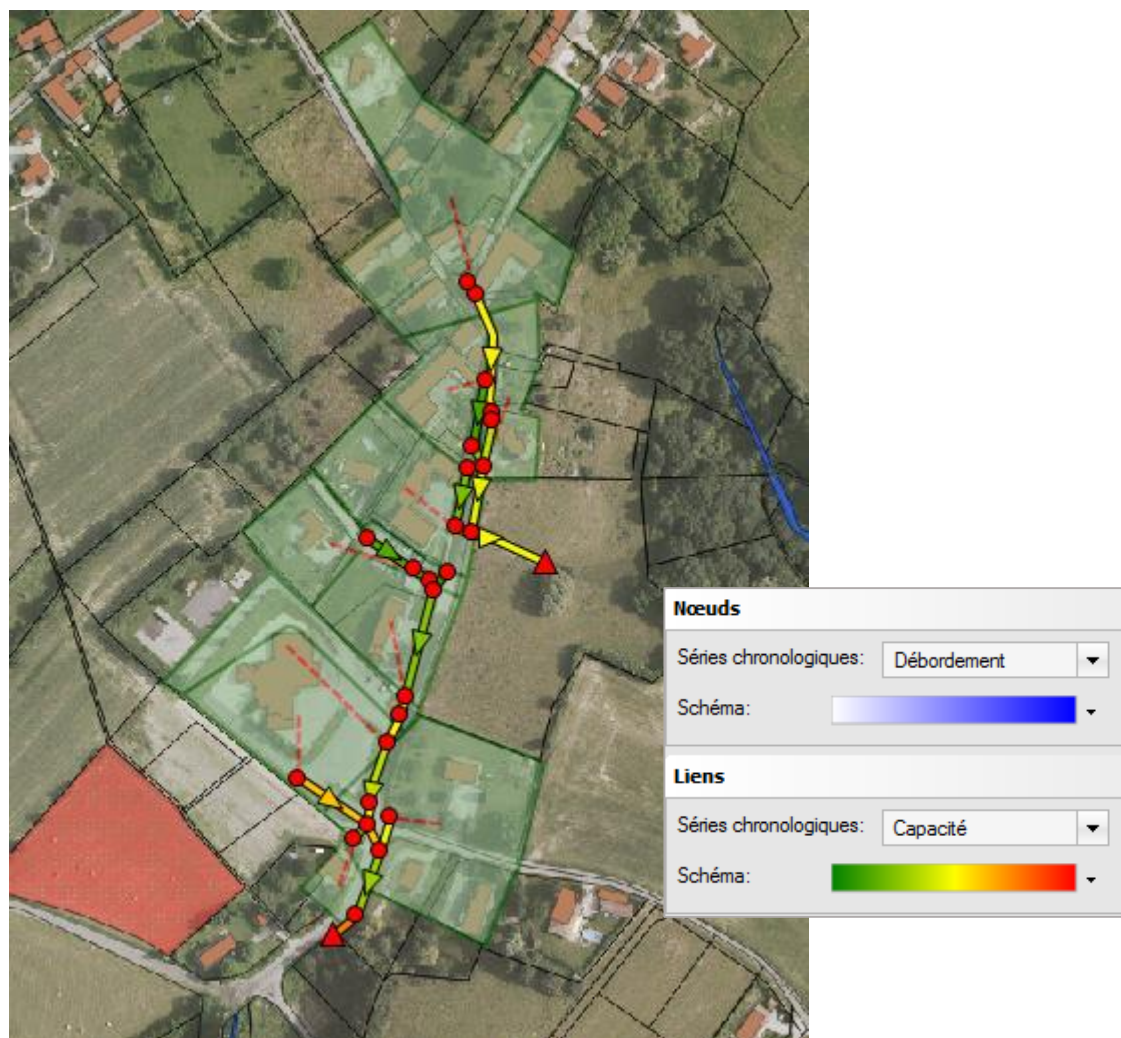 Nœuds
Séries chronologiques: Débordement
Schéma:
Liens
Séries chronologiques: Capacité
Schéma: